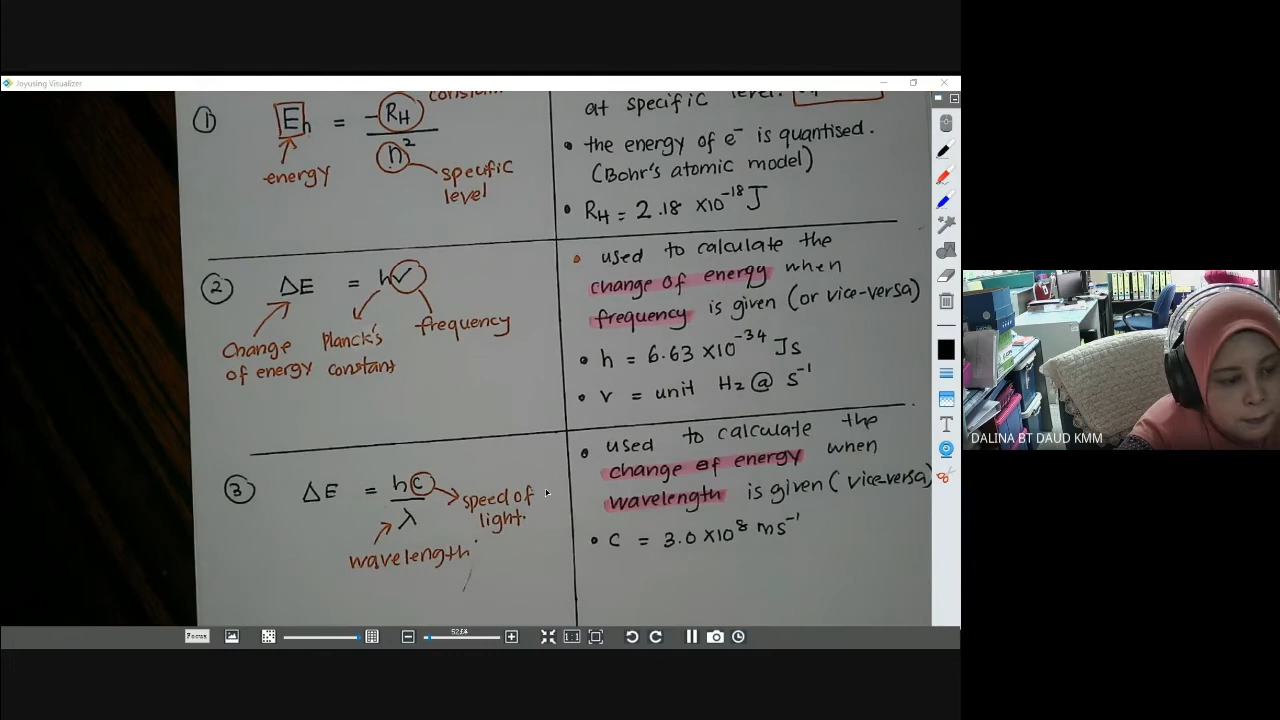 Joyusing Visualizer
① En = -RH / n²
energy
specific
level
at specific level.
• the energy of e⁻ is quantised.
(Bohr's atomic model)
• RH = 2.18 x10⁻¹⁸ J
② ΔE = hν
Change
of energy
Planck's
constant
frequency
• used to calculate the
change of energy when
frequency is given (or vice-versa)
• h = 6.63 x10⁻³⁴ Js
• v = unit Hz @ s⁻¹
③ ΔE = hc / λ
speed of
light.
wavelength
• used to calculate the
change of energy when
wavelength is given (vice-versa)
• c = 3.0 x10⁸ ms⁻¹
Focus
1:1
T
DALINA BT DAUD KMM